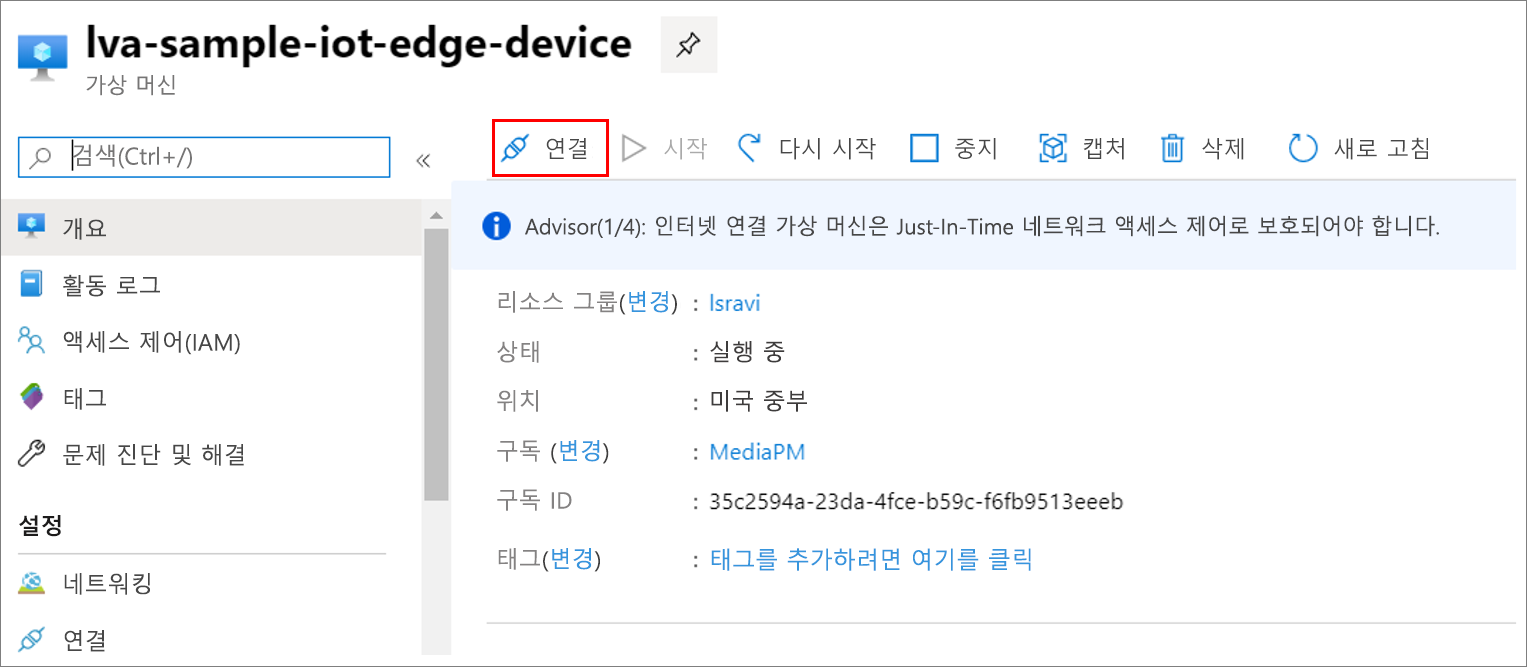 lva-sample-iot-edge-device
가상 머신
검색(Ctrl+/)
«
연결 시작 다시 시작 중지 캡처 삭제 새로 고침
개요
활동 로그
액세스 제어(IAM)
태그
문제 진단 및 해결
설정
네트워킹
연결
Advisor(1/4): 인터넷 연결 가상 머신은 Just-In-Time 네트워크 액세스 제어로 보호되어야 합니다.
리소스 그룹(변경) : lsravi
상태 : 실행 중
위치 : 미국 중부
구독 (변경) : MediaPM
구독 ID : 35c2594a-23da-4fce-b59c-f6fb9513eeeb
태그(변경) : 태그를 추가하려면 여기를 클릭